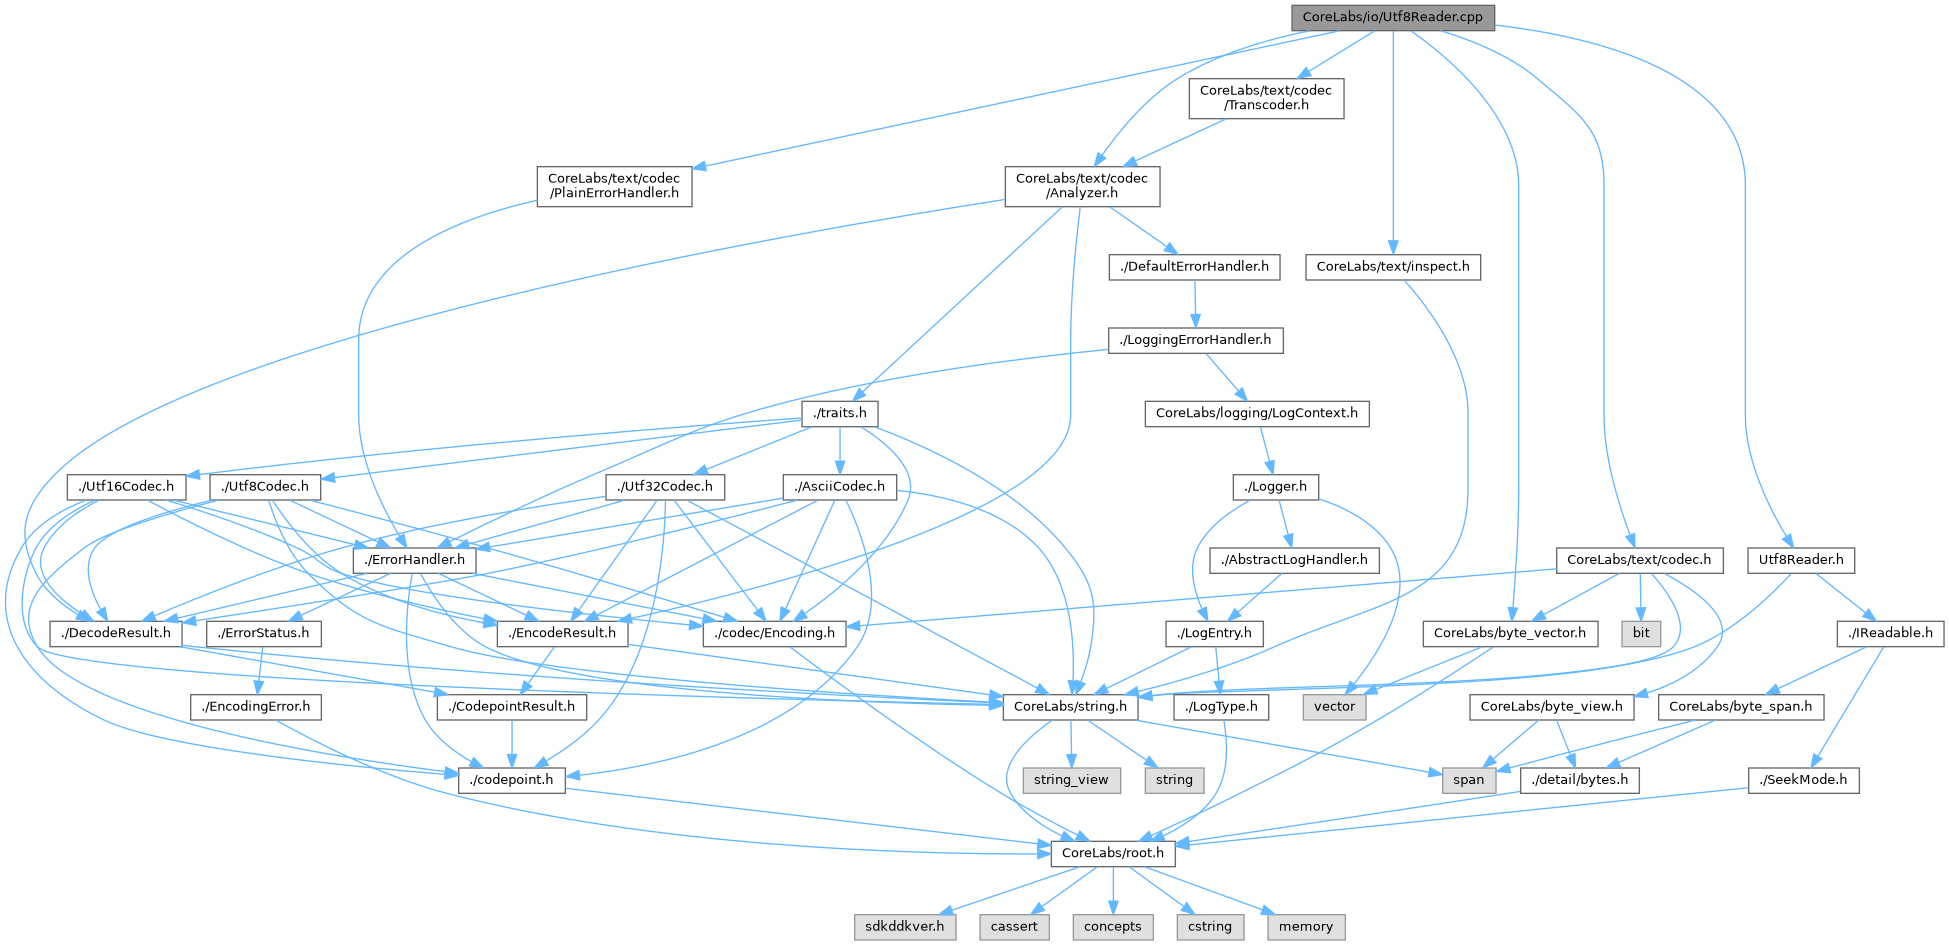 CoreLabs/io/Utf8Reader.cpp
CoreLabs/text/codec
/Transcoder.h
CoreLabs/text/codec
/PlainErrorHandler.h
CoreLabs/text/codec
/Analyzer.h
./DefaultErrorHandler.h
CoreLabs/text/inspect.h
./LoggingErrorHandler.h
./traits.h
CoreLabs/logging/LogContext.h
./Utf16Codec.h
./Utf8Codec.h
./Utf32Codec.h
./AsciiCodec.h
./Logger.h
./ErrorHandler.h
./AbstractLogHandler.h
CoreLabs/text/codec.h
Utf8Reader.h
./DecodeResult.h
./ErrorStatus.h
./EncodeResult.h
./codec/Encoding.h
./LogEntry.h
CoreLabs/byte_vector.h
bit
./IReadable.h
./EncodingError.h
./CodepointResult.h
CoreLabs/string.h
./LogType.h
vector
CoreLabs/byte_view.h
CoreLabs/byte_span.h
./codepoint.h
string_view
string
span
./detail/bytes.h
./SeekMode.h
CoreLabs/root.h
sdkddkver.h
cassert
concepts
cstring
memory